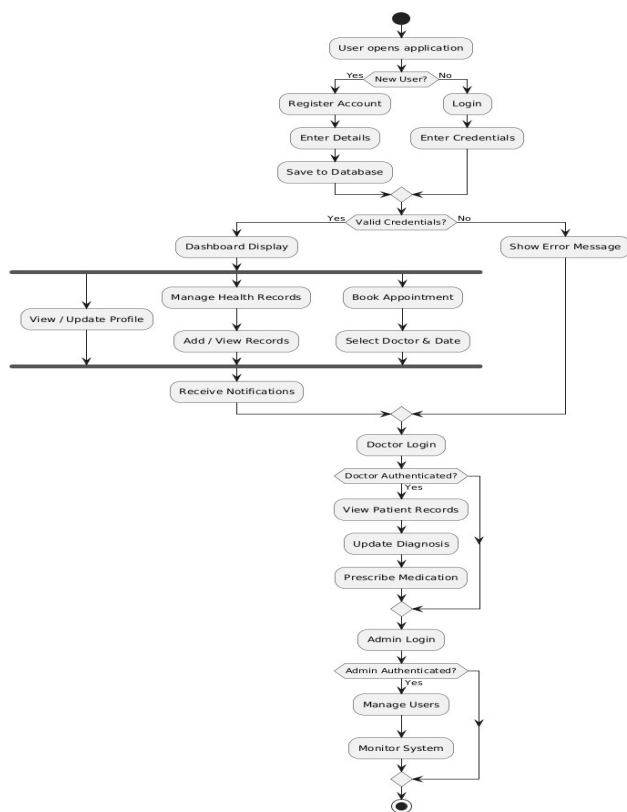 User opens application
Yes
New User?
No
Register Account
Login
Enter Details
Enter Credentials
Save to Database
Yes
Valid Credentials?
No
Dashboard Display
Show Error Message
Manage Health Records
Book Appointment
View / Update Profile
Add / View Records
Select Doctor & Date
Receive Notifications
Doctor Login
Doctor Authenticated?
Yes
View Patient Records
Update Diagnosis
Prescribe Medication
Admin Login
Admin Authenticated?
Yes
Manage Users
Monitor System